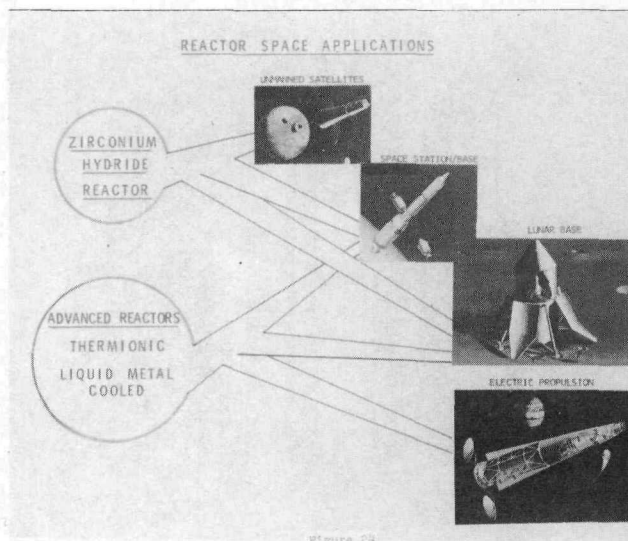 REACTOR SPACE APPLICATIONS
UNMANNED SATELLITES
ZIRCONIUM
HYDRIDE
REACTOR
SPACE STATION/BASE
LUNAR BASE
ADVANCED REACTORS
THERMIONIC
LIQUID METAL
COOLED
ELECTRIC PROPULSION
Figure